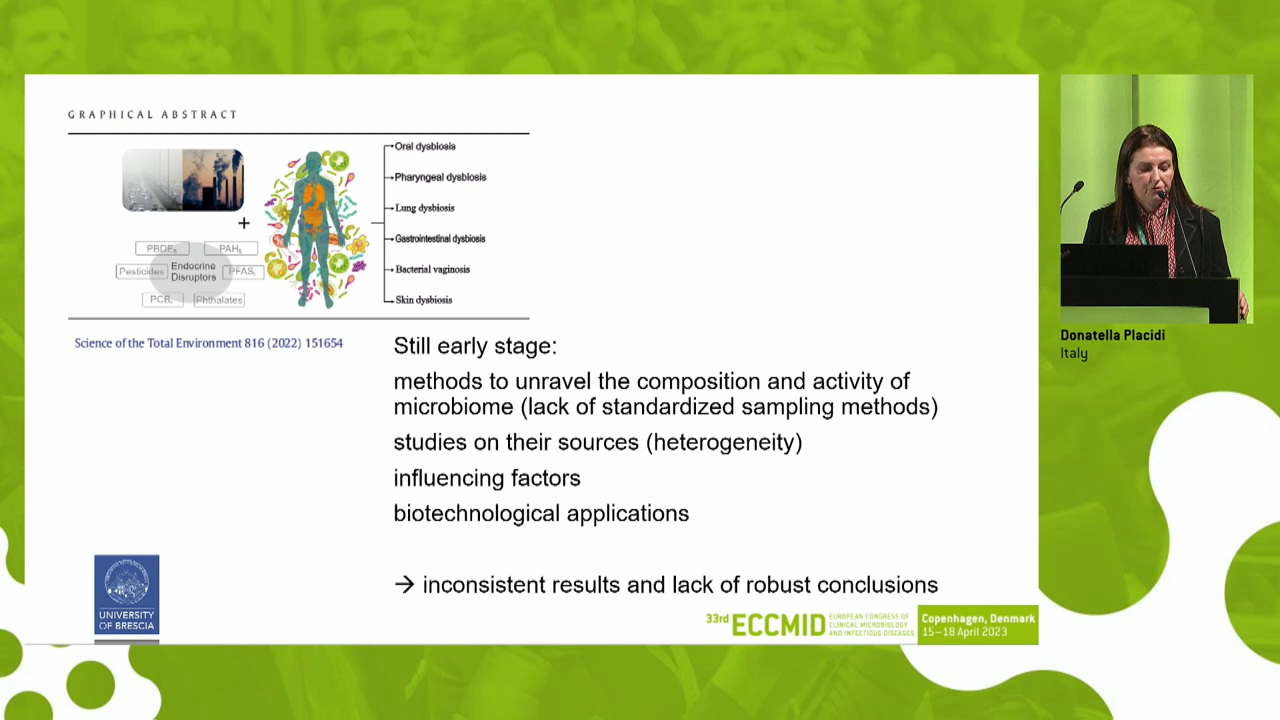 GRAPHICAL ABSTRACT
Oral dysbiosis
Pharyngeal dysbiosis
Lung dysbiosis
Gastrointestinal dysbiosis
Bacterial vaginosis
Skin dysbiosis
+
PBDEs
PAHs
Pesticides
Endocrine
Disruptors
PFASs
PCBs
Phthalates
Science of the Total Environment 816 (2022) 151654
Still early stage:
methods to unravel the composition and activity of
microbiome (lack of standardized sampling methods)
studies on their sources (heterogeneity)
influencing factors
biotechnological applications
→ inconsistent results and lack of robust conclusions
UNIVERSITY
OF BRESCIA
33rd ECCMID
EUROPEAN CONGRESS OF
CLINICAL MICROBIOLOGY
AND INFECTIOUS DISEASES
Copenhagen, Denmark
15–18 April 2023
Donatella Placidi
Italy